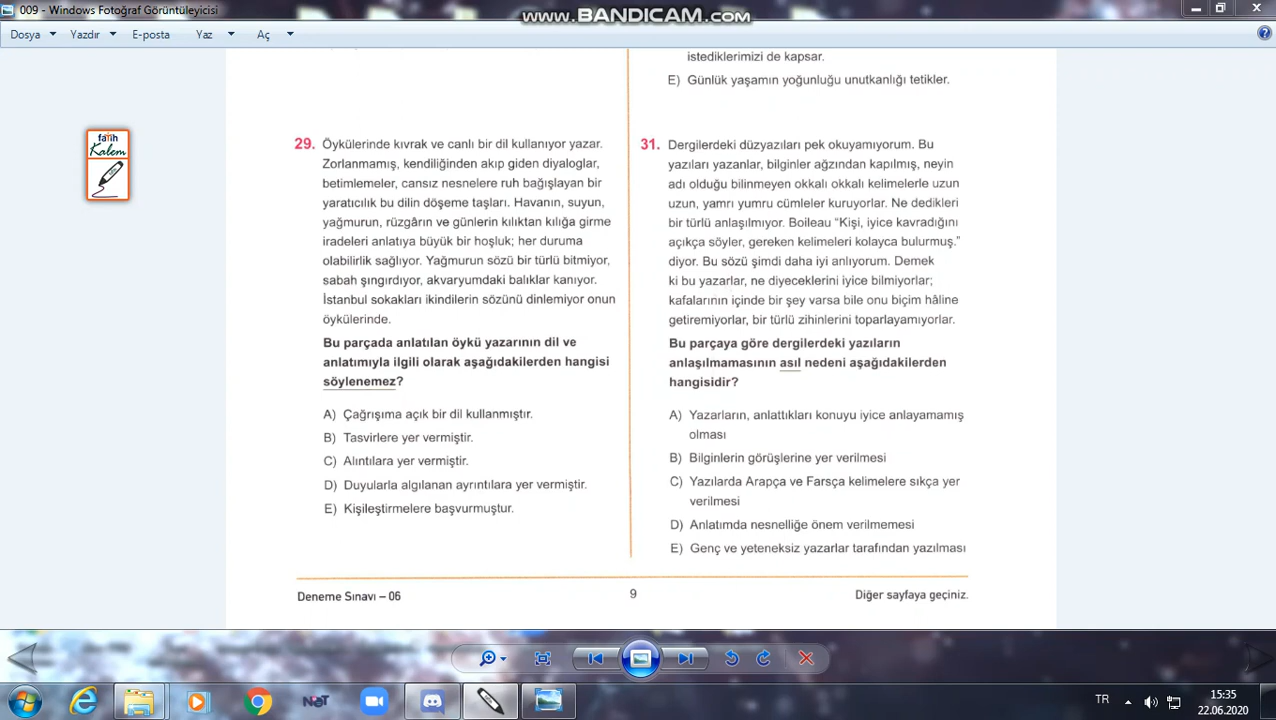 009 - Windows Fotoğraf Görüntüleyicisi
www.BANDICAM.com
Dosya Yazdır E-posta Yaz Aç
fatih
Kalem
29. Öykülerinde kıvrak ve canlı bir dil kullanıyor yazar.
Zorlanmamış, kendiliğinden akıp giden diyaloglar,
betimlemeler, cansız nesnelere ruh bağışlayan bir
yaratıcılık bu dilin döşeme taşları. Havanın, suyun,
yağmurun, rüzgârın ve günlerin kılıktan kılığa girme
iradeleri anlatıya büyük bir hoşluk; her duruma
olabilirlik sağlıyor. Yağmurun sözü bir türlü bitmiyor,
sabah şıngırdıyor, akvaryumdaki balıklar kanıyor.
İstanbul sokakları ikindilerin sözünü dinlemiyor onun
öykülerinde.
Bu parçada anlatılan öykü yazarının dil ve
anlatımıyla ilgili olarak aşağıdakilerden hangisi
söylenemez?
A) Çağrışıma açık bir dil kullanmıştır.
B) Tasvirlere yer vermiştir.
C) Alıntılara yer vermiştir.
D) Duyularla algılanan ayrıntılara yer vermiştir.
E) Kişileştirmelere başvurmuştur.
istediklerimizi de kapsar.
E) Günlük yaşamın yoğunluğu unutkanlığı tetikler.
31. Dergilerdeki düzyazıları pek okuyamıyorum. Bu
yazıları yazanlar, bilginler ağzından kapılmış, neyin
adı olduğu bilinmeyen okkalı okkalı kelimelerle uzun
uzun, yamrı yumru cümleler kuruyorlar. Ne dedikleri
bir türlü anlaşılmıyor. Boileau “Kişi, iyice kavradığını
açıkça söyler, gereken kelimeleri kolayca bulurmuş.”
diyor. Bu sözü şimdi daha iyi anlıyorum. Demek
ki bu yazarlar, ne diyeceklerini iyice bilmiyorlar;
kafalarının içinde bir şey varsa bile onu biçim hâline
getiremiyorlar, bir türlü zihinlerini toparlayamıyorlar.
Bu parçaya göre dergilerdeki yazıların
anlaşılmamasının asıl nedeni aşağıdakilerden
hangisidir?
A) Yazarların, anlattıkları konuyu iyice anlayamamış
olması
B) Bilginlerin görüşlerine yer verilmesi
C) Yazılarda Arapça ve Farsça kelimelere sıkça yer
verilmesi
D) Anlatımda nesnelliğe önem verilmemesi
E) Genç ve yeteneksiz yazarlar tarafından yazılması
Deneme Sınavı – 06
9
Diğer sayfaya geçiniz.
NeT
TR
15:35
22.06.2020